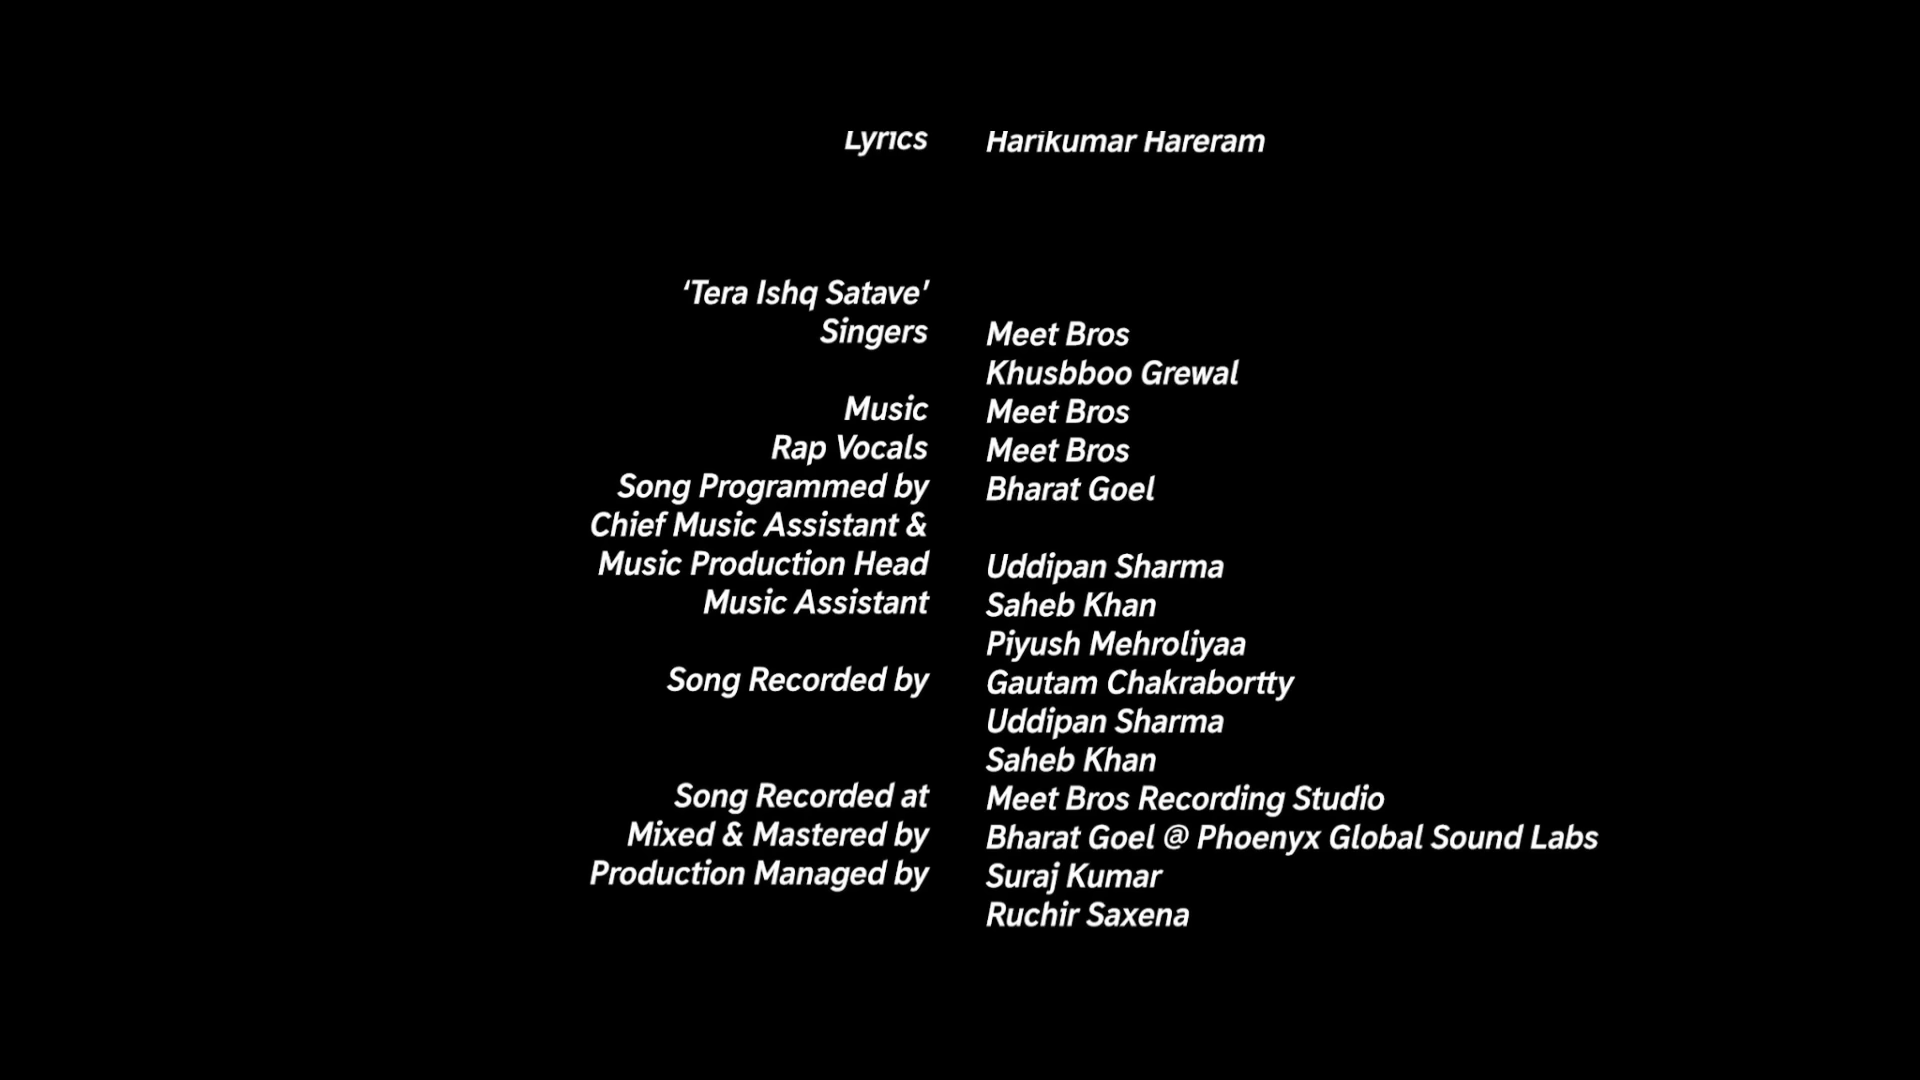 Lyrics Harikumar Hareram
‘Tera Ishq Satave’
Singers Meet Bros
Khusbboo Grewal
Music Meet Bros
Rap Vocals Meet Bros
Song Programmed by Bharat Goel
Chief Music Assistant &
Music Production Head Uddipan Sharma
Music Assistant Saheb Khan
Piyush Mehroliyaa
Song Recorded by Gautam Chakrabortty
Uddipan Sharma
Saheb Khan
Song Recorded at Meet Bros Recording Studio
Mixed & Mastered by Bharat Goel @ Phoenyx Global Sound Labs
Production Managed by Suraj Kumar
Ruchir Saxena